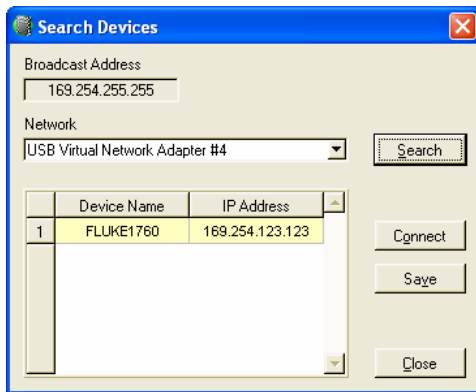 Search Devices
Broadcast Address
169.254.255.255
Network
USB Virtual Network Adapter #4
Search
Device Name IP Address
1 FLUKE1760 169.254.123.123
Connect
Save
Close